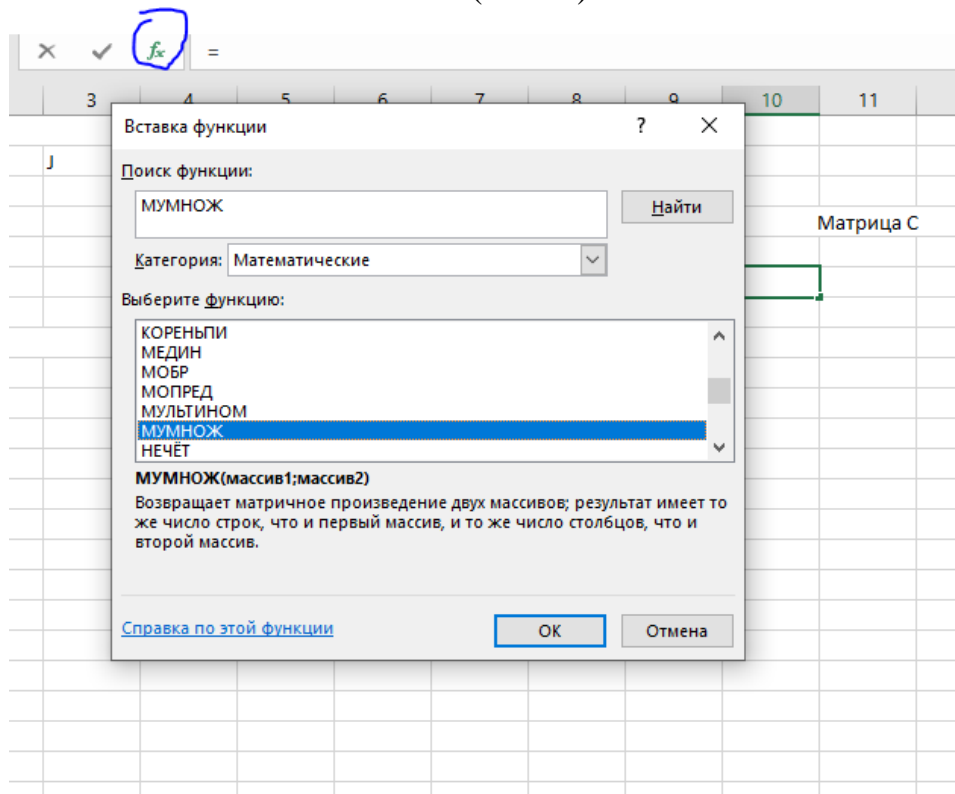 fx =
3 4 5 6 7 8 9 10 11
Вставка функции ? ×
J
Поиск функции:
МУМНОЖ
Найти
Матрица С
Категория: Математические
Выберите функцию:
КОРЕНЬПИ
МЕДИН
МОБР
МОПРЕД
МУЛЬТИНОМ
МУМНОЖ
НЕЧЁТ
МУМНОЖ(массив1;массив2)
Возвращает матричное произведение двух массивов; результат имеет то
же число строк, что и первый массив, и то же число столбцов, что и
второй массив.
Справка по этой функции
ОК
Отмена